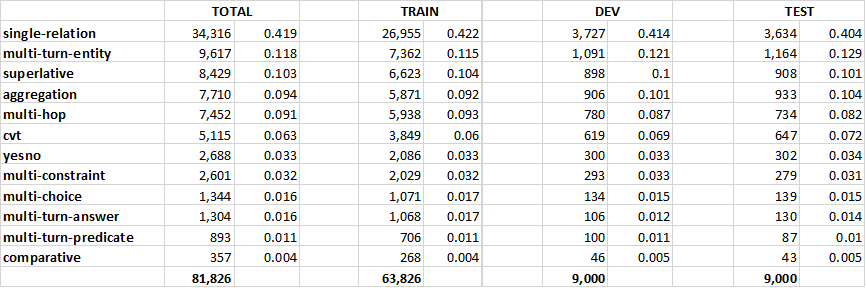 TOTAL TRAIN DEV TEST
single-relation 34,316 0.419 26,955 0.422 3,727 0.414 3,634 0.404
multi-turn-entity 9,617 0.118 7,362 0.115 1,091 0.121 1,164 0.129
superlative 8,429 0.103 6,623 0.104 898 0.1 908 0.101
aggregation 7,710 0.094 5,871 0.092 906 0.101 933 0.104
multi-hop 7,452 0.091 5,938 0.093 780 0.087 734 0.082
cvt 5,115 0.063 3,849 0.06 619 0.069 647 0.072
yesno 2,688 0.033 2,086 0.033 300 0.033 302 0.034
multi-constraint 2,601 0.032 2,029 0.032 293 0.033 279 0.031
multi-choice 1,344 0.016 1,071 0.017 134 0.015 139 0.015
multi-turn-answer 1,304 0.016 1,068 0.017 106 0.012 130 0.014
multi-turn-predicate 893 0.011 706 0.011 100 0.011 87 0.01
comparative 357 0.004 268 0.004 46 0.005 43 0.005
81,826 63,826 9,000 9,000